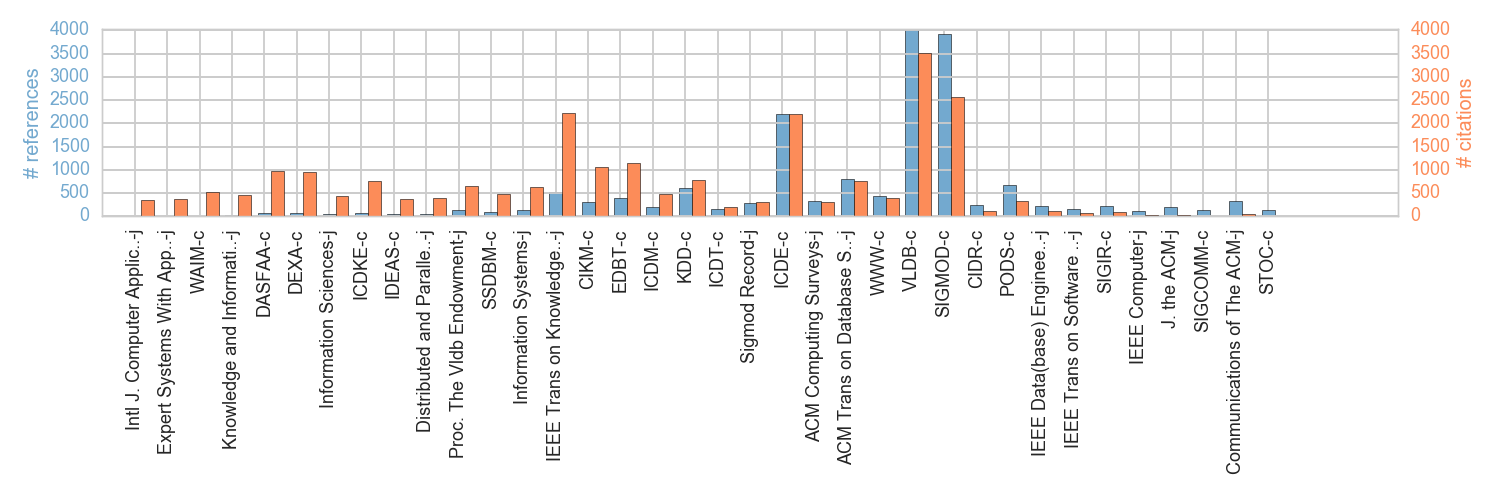 # references
4000
3500
3000
2500
2000
1500
1000
500
0
4000
3500
3000
2500
2000
1500
1000
500
0
# citations
Intl J. Computer Applic..-j
Expert Systems With App..-j
WAIM-c
Knowledge and Informati..-j
DASFAA-c
DEXA-c
Information Sciences-j
ICDKE-c
IDEAS-c
Distributed and Paralle..-j
Proc. The Vldb Endowment-j
SSDBM-c
Information Systems-j
IEEE Trans on Knowledge..-j
CIKM-c
EDBT-c
ICDM-c
KDD-c
ICDT-c
Sigmod Record-j
ICDE-c
ACM Computing Surveys-j
ACM Trans on Database S..-j
WWW-c
VLDB-c
SIGMOD-c
CIDR-c
PODS-c
IEEE Data(base) Enginee..-j
IEEE Trans on Software ..-j
SIGIR-c
IEEE Computer-j
J. the ACM-j
SIGCOMM-c
Communications of The ACM-j
STOC-c